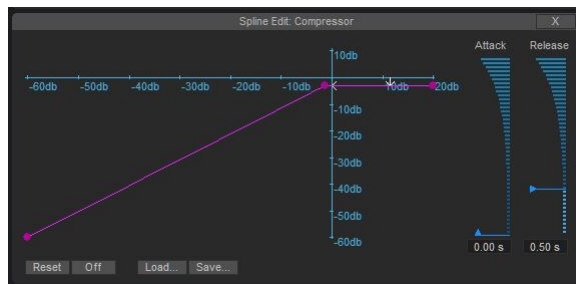 Spline Edit: Compressor X
Attack Release
10db
-60db -50db -40db -30db -20db -10db 10db 20db
-10db
-20db
-30db
-40db
-50db
-60db
0.00 s 0.50 s
Reset Off Load... Save...